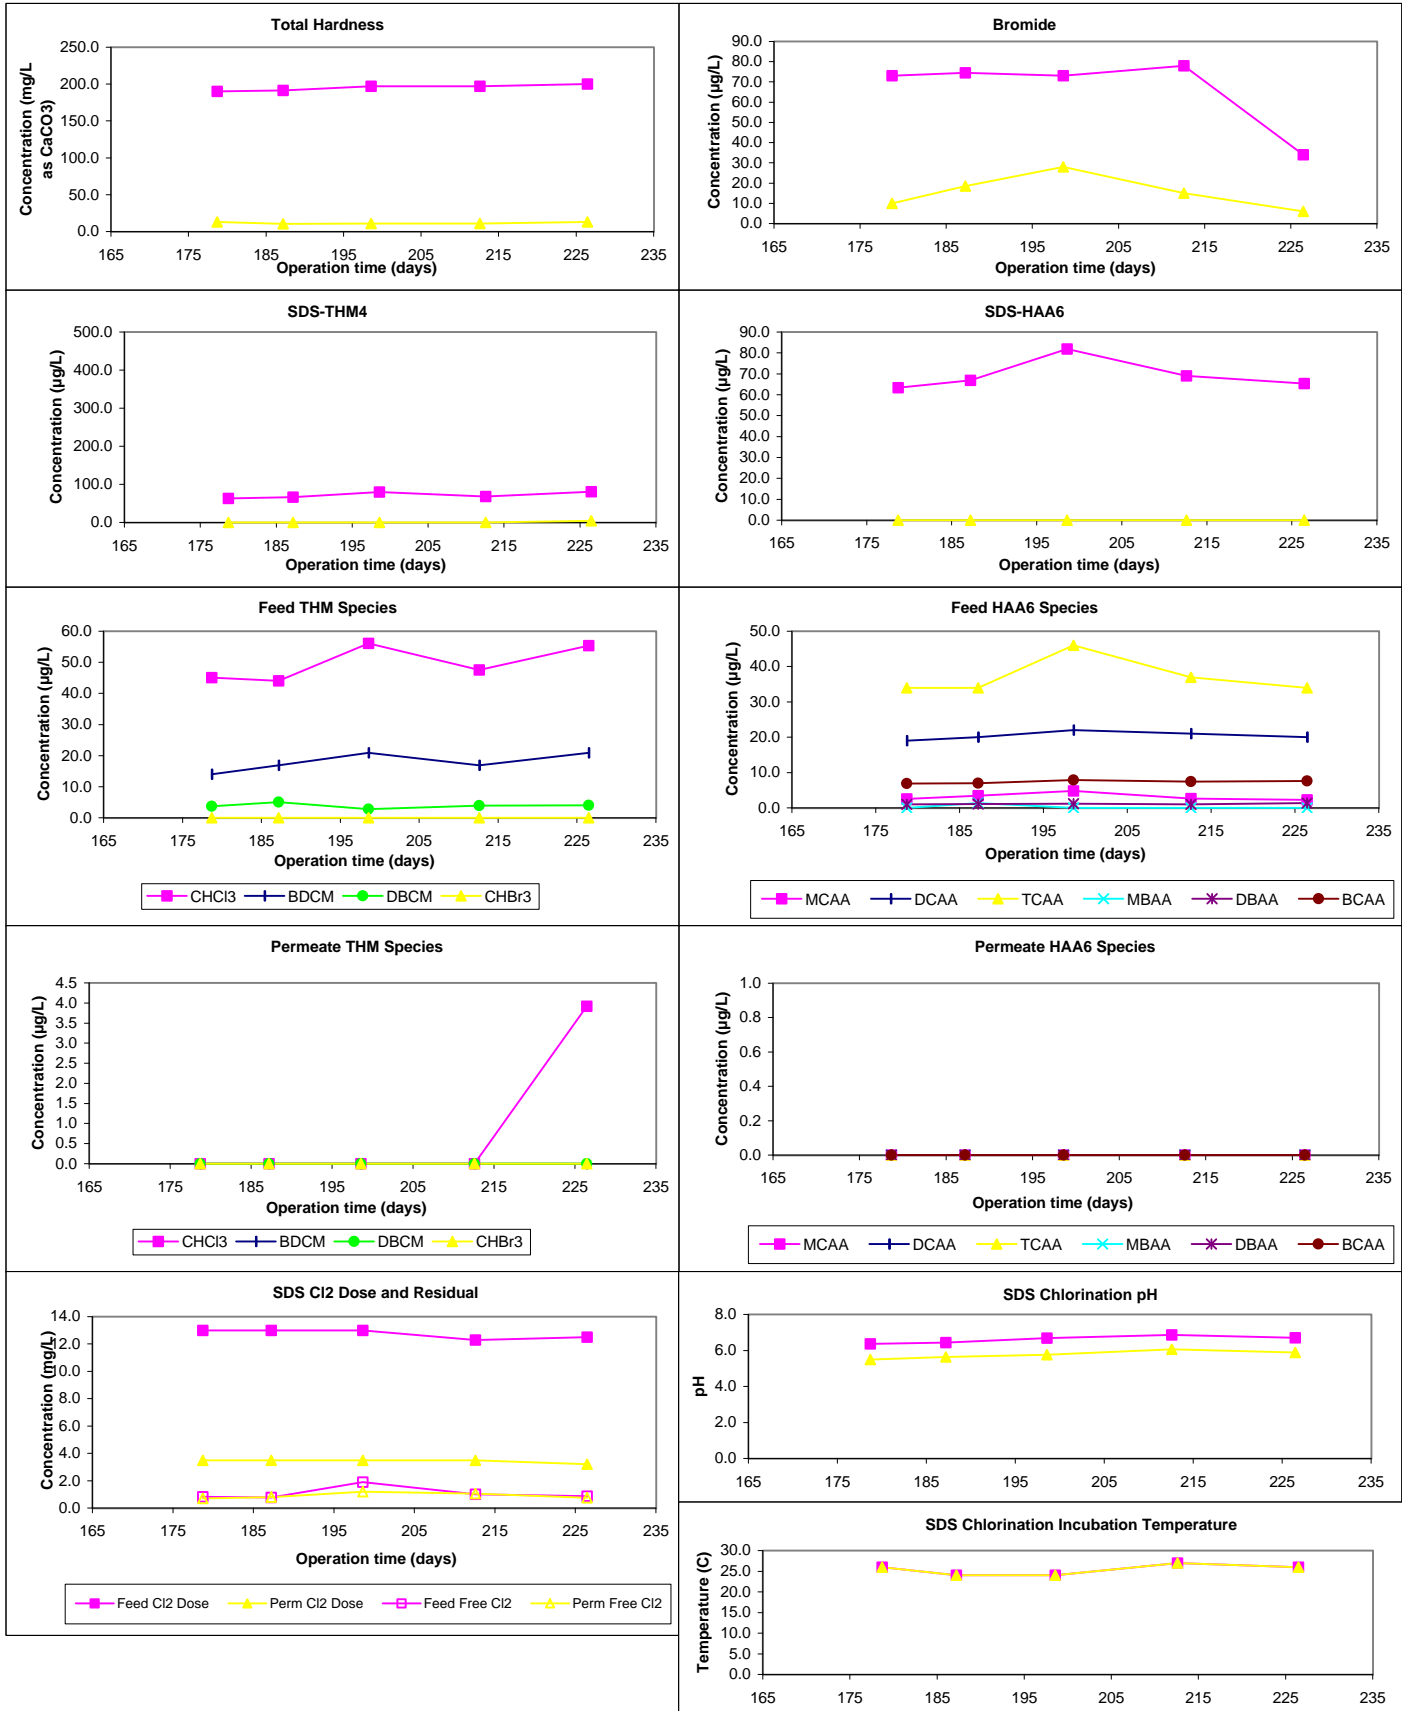 Total Hardness
250.0
200.0
150.0
100.0
50.0
0.0
Concentration (mg/L
as CaCO3)
165 175 185 195 205 215 225 235
Operation time (days)
Bromide
90.0
80.0
70.0
60.0
50.0
40.0
30.0
20.0
10.0
0.0
Concentration (µg/L)
165 175 185 195 205 215 225 235
Operation time (days)
SDS-THM4
500.0
400.0
300.0
200.0
100.0
0.0
Concentration (µg/L)
165 175 185 195 205 215 225 235
Operation time (days)
SDS-HAA6
90.0
80.0
70.0
60.0
50.0
40.0
30.0
20.0
10.0
0.0
Concentration (µg/L)
165 175 185 195 205 215 225 235
Operation time (days)
Feed THM Species
60.0
50.0
40.0
30.0
20.0
10.0
0.0
Concentration (µg/L)
165 175 185 195 205 215 225 235
Operation time (days)
CHCl3 BDCM DBCM CHBr3
Feed HAA6 Species
50.0
40.0
30.0
20.0
10.0
0.0
Concentration (µg/L)
165 175 185 195 205 215 225 235
Operation time (days)
MCAA DCAA TCAA MBAA DBAA BCAA
Permeate THM Species
4.5
4.0
3.5
3.0
2.5
2.0
1.5
1.0
0.5
0.0
Concentration (µg/L)
165 175 185 195 205 215 225 235
Operation time (days)
CHCl3 BDCM DBCM CHBr3
Permeate HAA6 Species
1.0
0.8
0.6
0.4
0.2
0.0
Concentration (µg/L)
165 175 185 195 205 215 225 235
Operation time (days)
MCAA DCAA TCAA MBAA DBAA BCAA
SDS Cl2 Dose and Residual
14.0
12.0
10.0
8.0
6.0
4.0
2.0
0.0
Concentration (mg/L)
165 175 185 195 205 215 225 235
Operation time (days)
Feed Cl2 Dose Perm Cl2 Dose Feed Free Cl2 Perm Free Cl2
SDS Chlorination pH
8.0
6.0
4.0
2.0
0.0
pH
165 175 185 195 205 215 225 235
SDS Chlorination Incubation Temperature
30.0
25.0
20.0
15.0
10.0
5.0
0.0
Temperature (C)
165 175 185 195 205 215 225 235